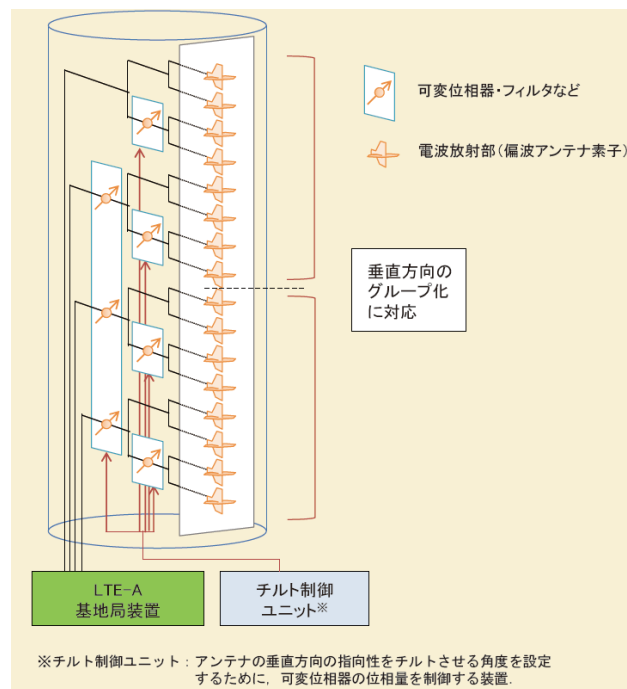 可変位相器・フィルタなど
電波放射部(偏波アンテナ素子)
垂直方向の
グループ化
に対応
LTE-A
基地局装置
チルト制御
ユニット※
※チルト制御ユニット：アンテナの垂直方向の指向性をチルトさせる角度を設定
するために，可変位相器の位相量を制御する装置.